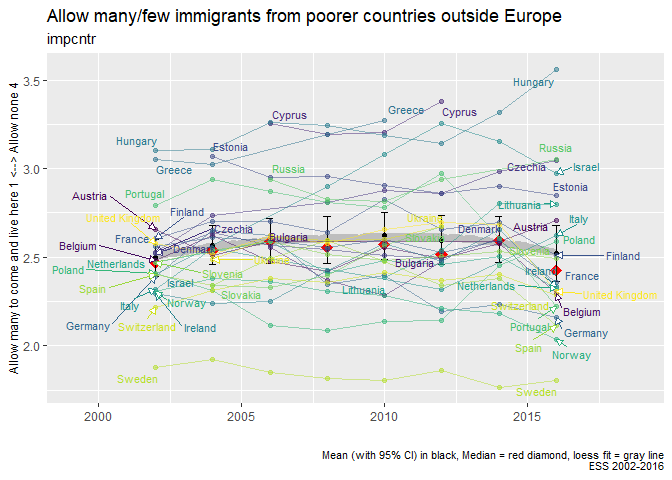 Allow many/few immigrants from poorer countries outside Europe
impcntr
Allow many to come and live here 1 <--> Allow none 4
3.5
3.0
2.5
2.0
Hungary
Cyprus
Greece
Cyprus
Hungary
Hungary
Estonia
Greece
Russia
Russia
Czechia
Israel
Estonia
Austria
Portugal
Lithuania
United Kingdom
Finland
Ukraine
Italy
France
Czechia
Bulgaria
Denmark
Austria
Poland
Belgium
Denmark
Finland
Netherlands
Bulgaria
Poland
Slovenia
Ireland
France
Spain
Israel
Slovakia
Lithuania
Netherlands
United Kingdom
Italy
Norway
Switzerland
Belgium
Germany
Switzerland
Ireland
Portugal
Germany
Spain
Norway
Sweden
Sweden
2000
2005
2010
2015
Mean (with 95% CI) in black, Median = red diamond, loess fit = gray line
ESS 2002-2016